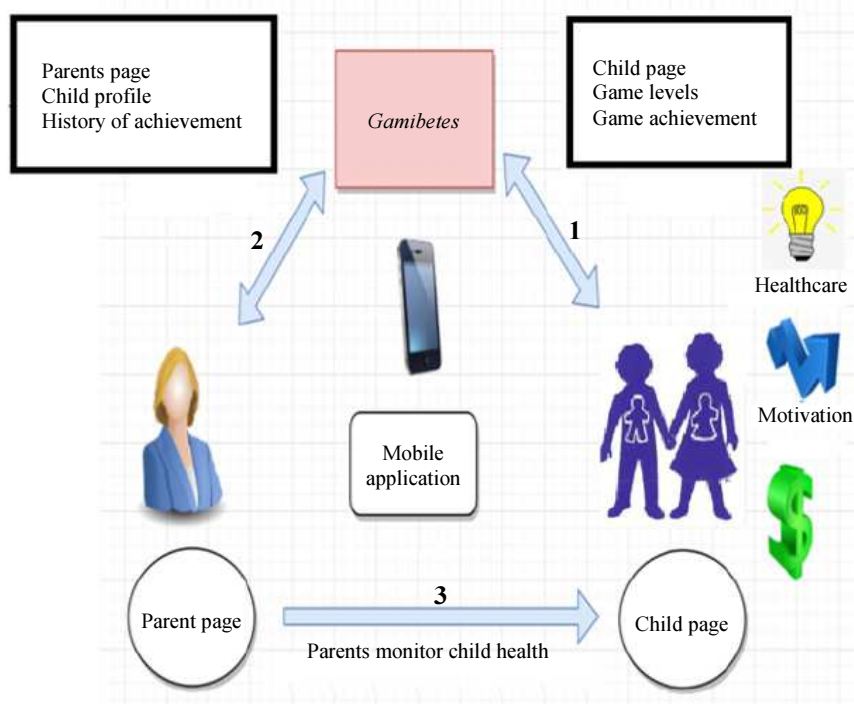 Parents page
Child profile
History of achievement
Gamibetes
Child page
Game levels
Game achievement
2
1
Healthcare
Motivation
Mobile
application
Parent page
3
Parents monitor child health
Child page